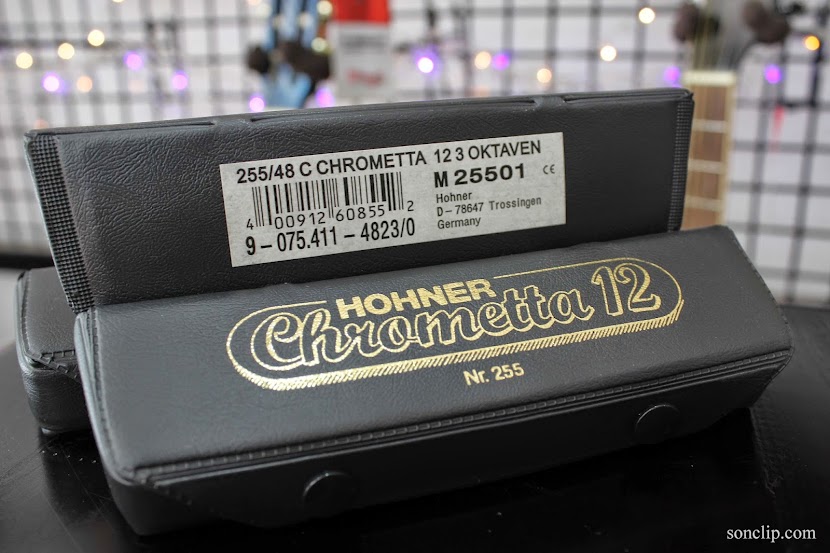 255/48 C CHROMETTA 12 3 OKTAVEN
M 25501 CE
4 00912 60855 2
Hohner
D – 78647 Trossingen
Germany
9 – 075.411 – 4823/0
HOHNER
Chrometta 12
Nr. 255
sonclip.com